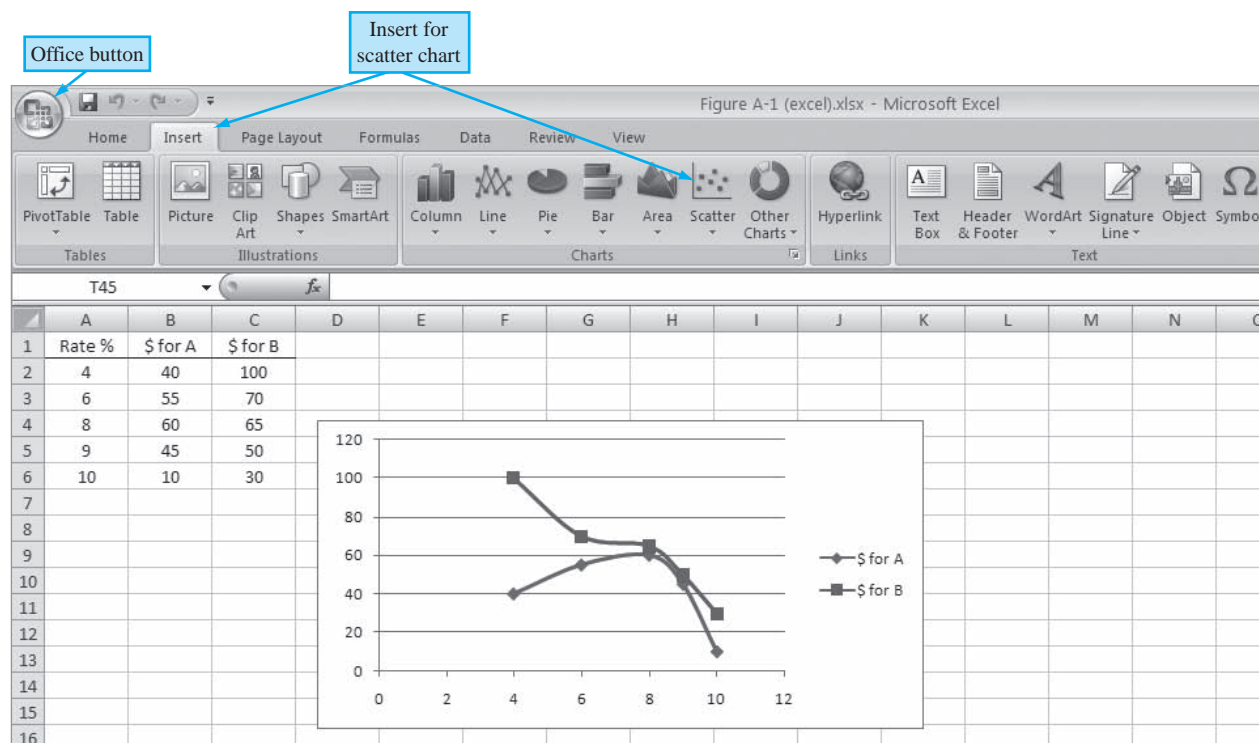 Insert for
scatter chart
Office button
Figure A-1 (excel).xlsx - Microsoft Excel
Home Insert Page Layout Formulas Data Review View
PivotTable Table Picture Clip Art Shapes SmartArt Column Line Pie Bar Area Scatter Other Charts Hyperlink Text Box Header & Footer WordArt Signature Line Object Symbo
Tables Illustrations Charts Links Text
T45 fx
A B C D E F G H I J K L M N
1 Rate % $ for A $ for B
2 4 40 100
3 6 55 70
4 8 60 65
5 9 45 50
6 10 10 30
7
8
9
10
11
12
13
14
15
16
120
100
80
60
40
20
0
0 2 4 6 8 10 12
$ for A
$ for B